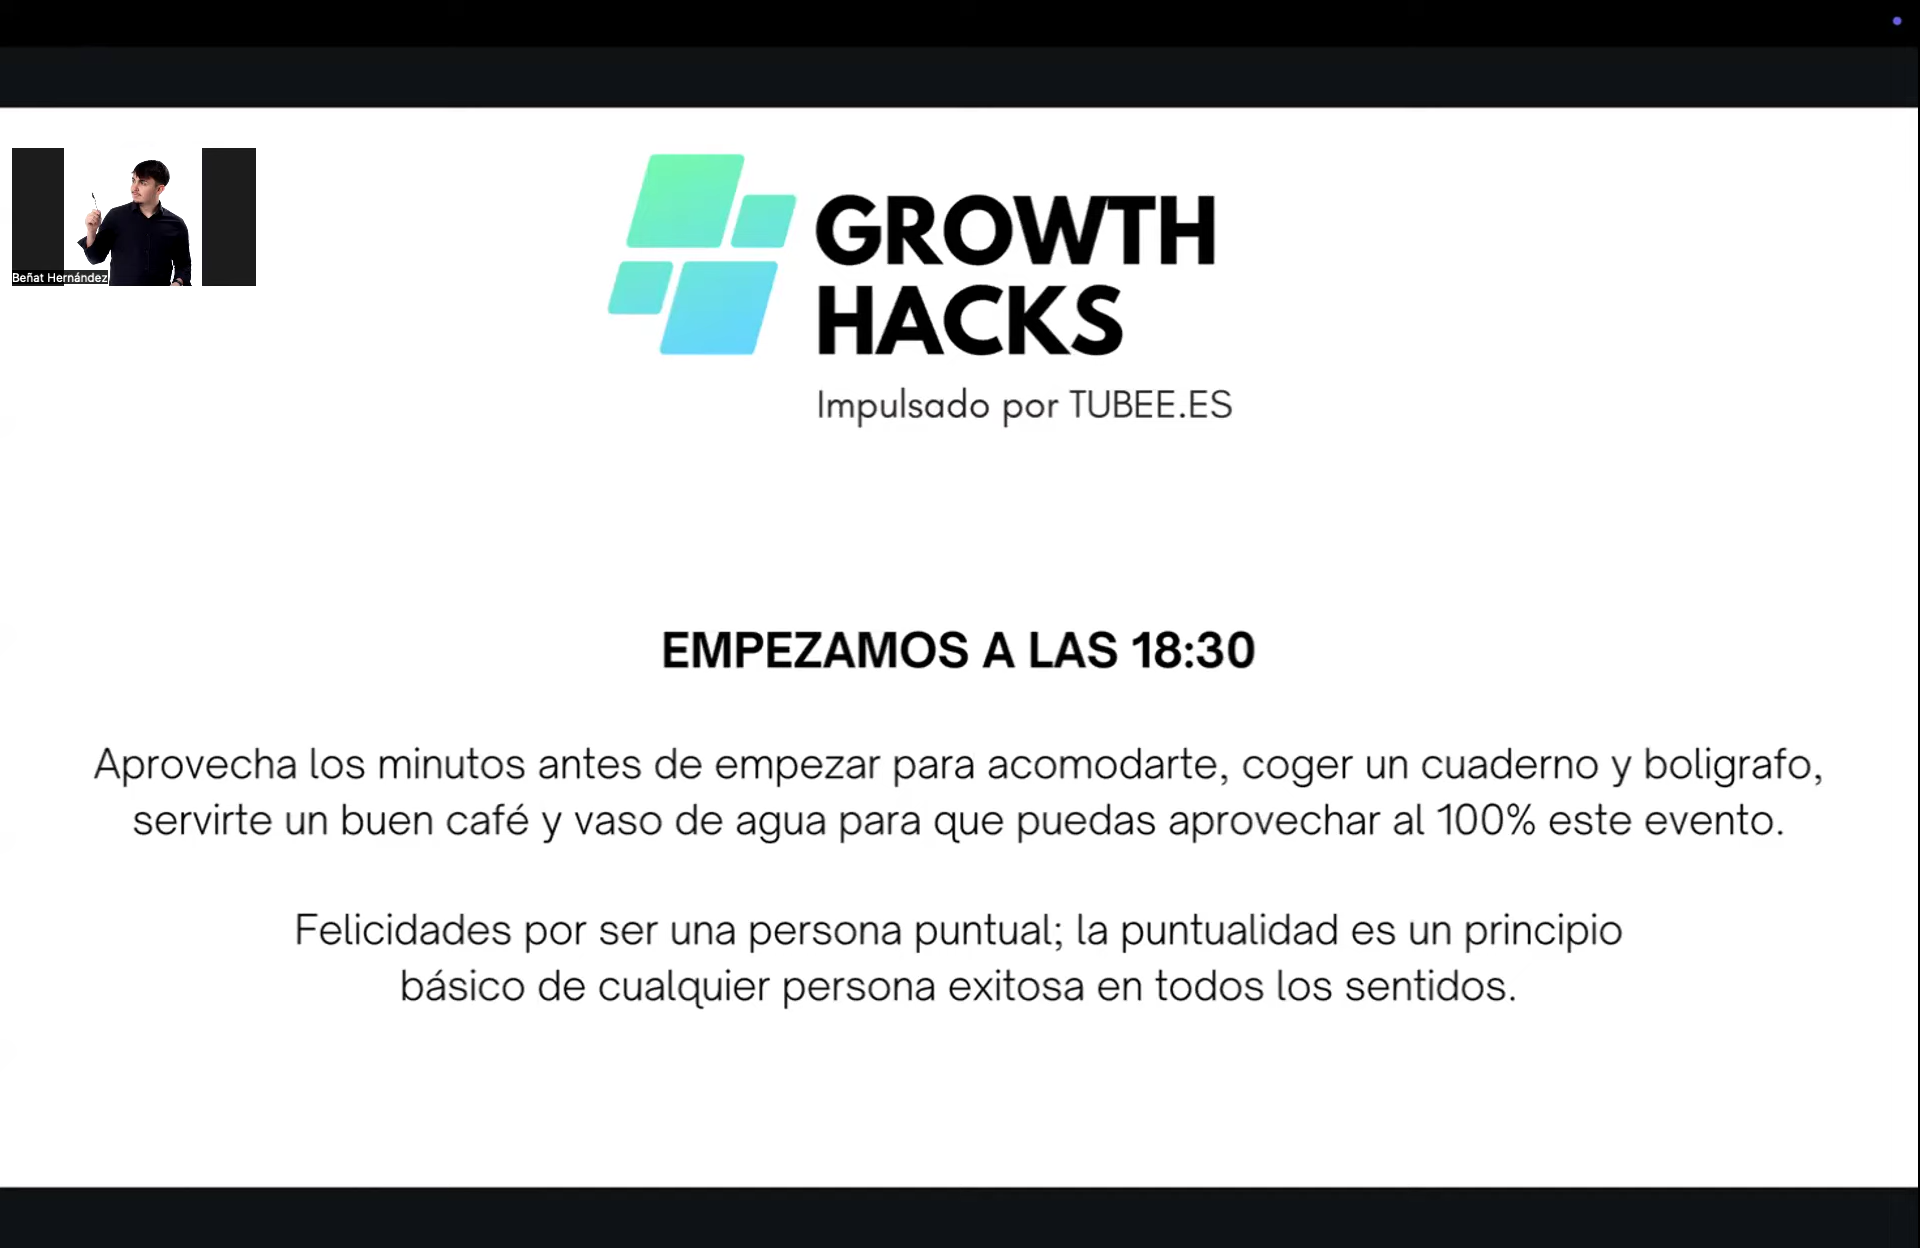 Beñat Hernández
GROWTH
HACKS
Impulsado por TUBEE.ES
EMPEZAMOS A LAS 18:30
Aprovecha los minutos antes de empezar para acomodarte, coger un cuaderno y boligrafo,
servirte un buen café y vaso de agua para que puedas aprovechar al 100% este evento.
Felicidades por ser una persona puntual; la puntualidad es un principio
básico de cualquier persona exitosa en todos los sentidos.